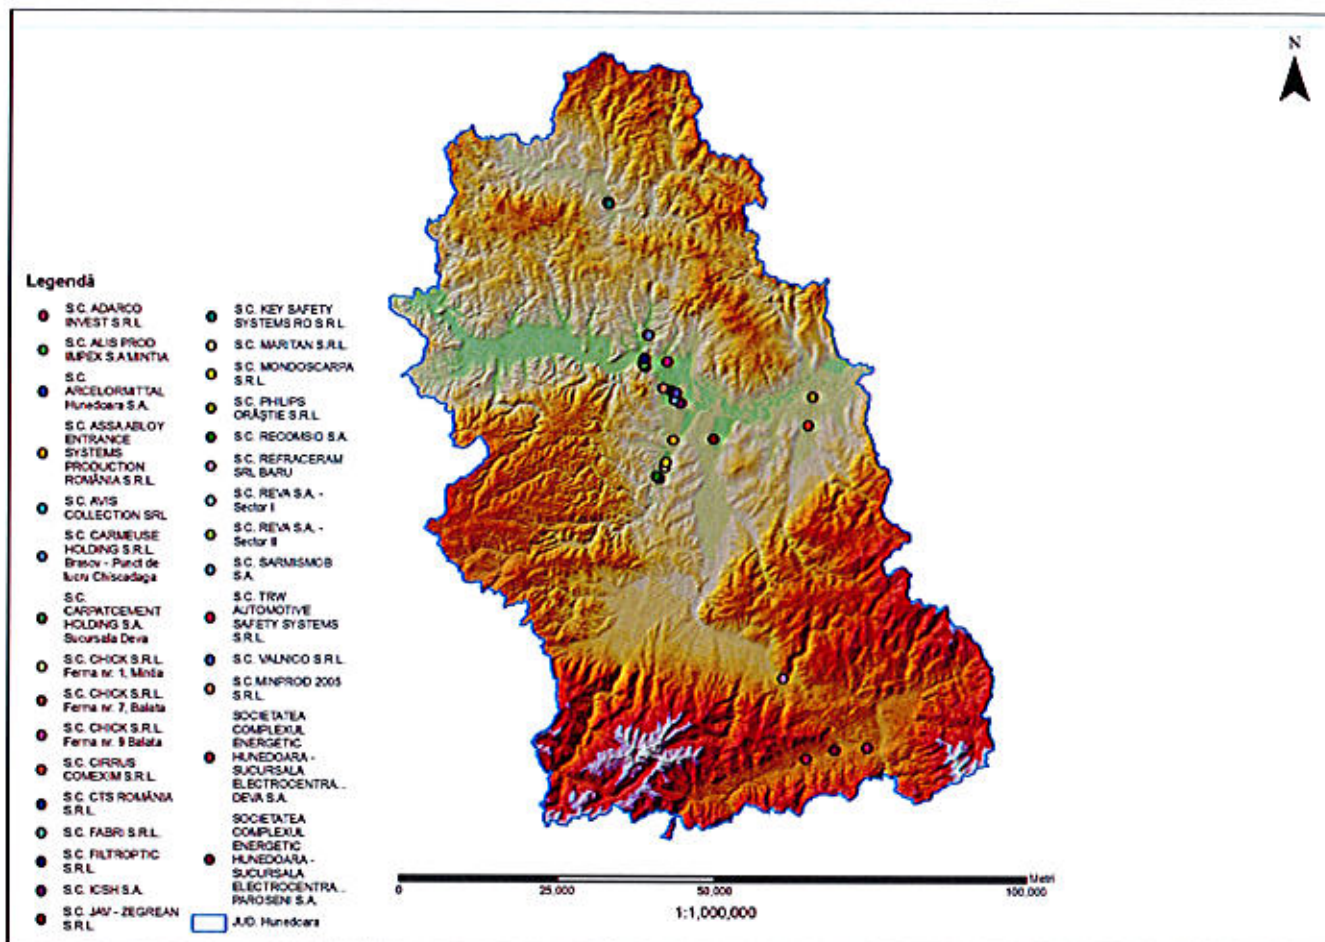 N
Legendă
S.C. ADARCO
INVEST S.R.L
S.C. ALIS PROD
IMPEX S.A MINTIA
S.C.
ARCELORMITTAL
Hunedoara S.A.
S.C. ASSA ABLOY
ENTRANCE
SYSTEMS
PRODUCTION
ROMÂNIA S.R.L
S.C. AVIS
COLLECTION SRL
S.C. CARMEUSE
HOLDING S.R.L.
Brasov - Punct de
lucru Chiscadaga
S.C.
CARPATCEMENT
HOLDING S.A.
Sucursala Deva
S.C. CHICK S.R.L.
Ferma nr. 1, Mintia
S.C. CHICK S.R.L.
Ferma nr. 7, Balata
S.C. CHICK S.R.L.
Ferma nr. 9 Balata
S.C. CIRRUS
COMEXIM S.R.L.
S.C. CTS ROMÂNIA
S.R.L.
S.C. FABRI S.R.L.
S.C. FILTROPTIC
S.R.L
S.C. ICSH S.A.
S.C. JAV - ZEGREAN
S.R.L
S.C. KEY SAFETY
SYSTEMS RO S.R.L.
S.C. MARITAN S.R.L.
S.C. MONDOSCARPA
S.R.L.
S.C. PHILIPS
ORĂŞTIE S.R.L.
S.C. RECOMSID S.A.
S.C. REFRACERAM
SRL BARU
S.C. REVA S.A. -
Sector I
S.C. REVA S.A. -
Sector II
S.C. SARMISMOB
S.A.
S.C. TRW
AUTOMOTIVE
SAFETY SYSTEMS
S.R.L.
S.C. VALNICO S.R.L.
S.C.MINPROD 2005
S.R.L.
SOCIETATEA
COMPLEXUL
ENERGETIC
HUNEDOARA -
SUCURSALA
ELECTROCENTRA...
DEVA S.A.
SOCIETATEA
COMPLEXUL
ENERGETIC
HUNEDOARA -
SUCURSALA
ELECTROCENTRA...
PAROSENI S.A.
JUD. Hunedoara
Metri
0 25,000 50,000 100,000
1:1,000,000